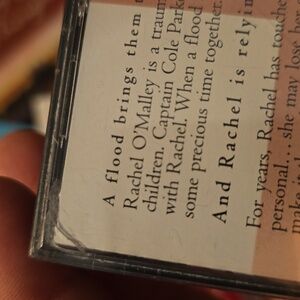 A flood brings them t
Rachel O'Malley is a traum
children. Captain Cole Park
with Rachel. When a flood
some precious time together.
And Rachel is relyin
For years, Rachel has touche
personal... she may lose h